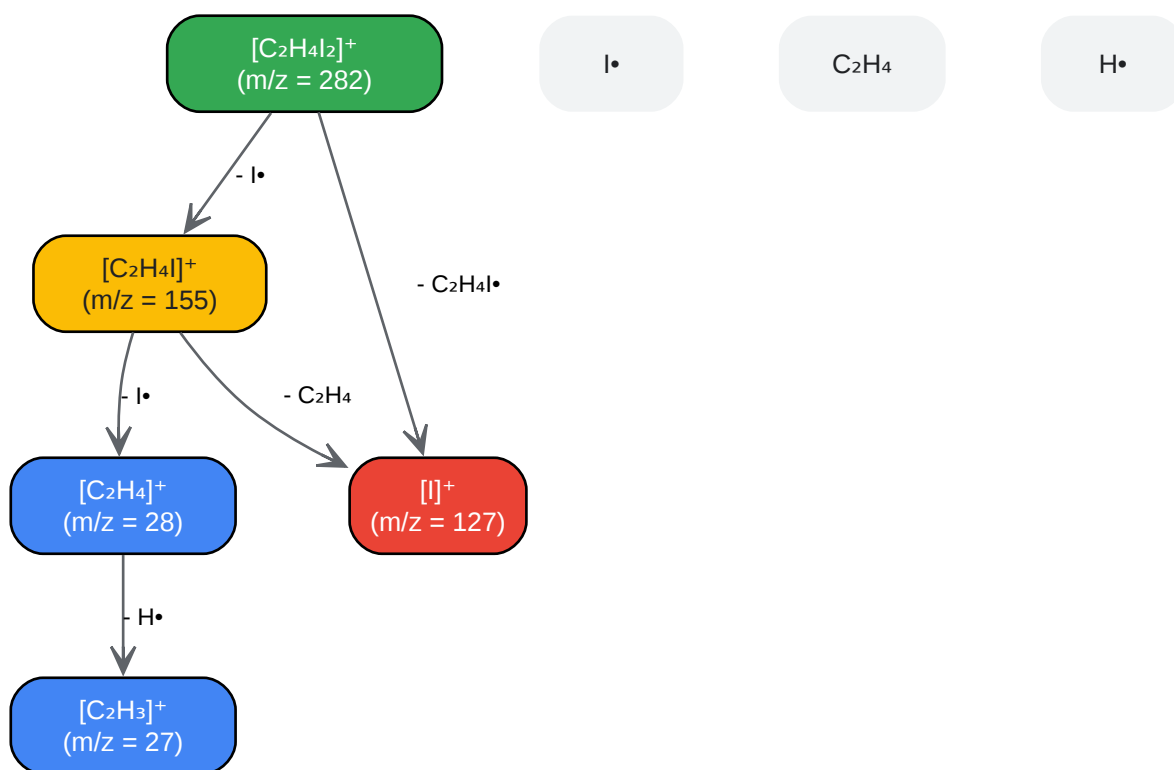 [C₂H₄I₂]⁺
(m/z = 282)
I•
C₂H₄
H•
- I•
[C₂H₄I]⁺
(m/z = 155)
- C₂H₄I•
- I•
- C₂H₄
[C₂H₄]⁺
(m/z = 28)
[I]⁺
(m/z = 127)
- H•
[C₂H₃]⁺
(m/z = 27)